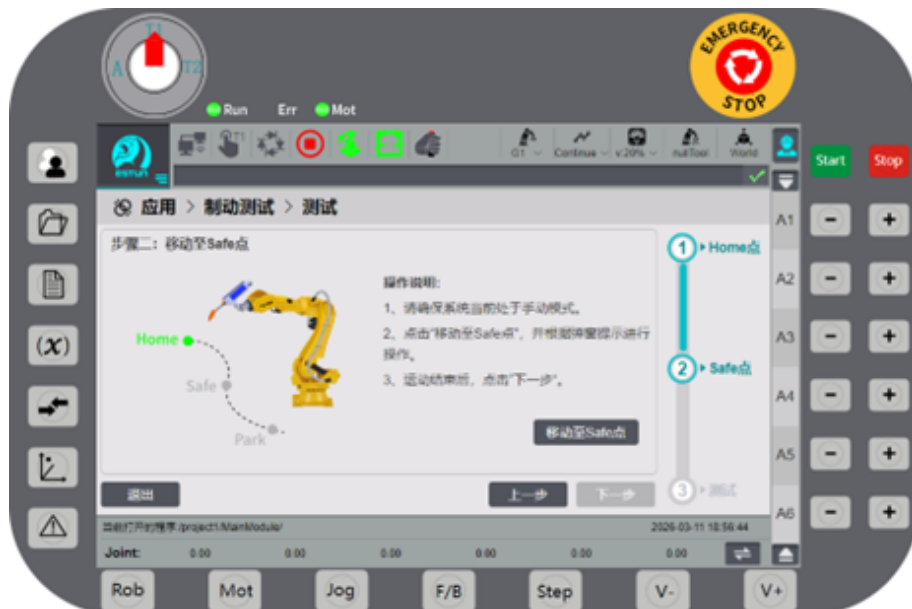 T1
A
T2
EMERGENCY
STOP
Run Err Mot
T1
G1 Continue v:20% nullTool World
ESTUN
Start Stop
应用 > 制动测试 > 测试
步骤二：移动至Safe点
操作说明:
1、请确保系统当前处于手动模式。
2、点击"移动至Safe点"，并根据弹窗提示进行
操作。
3、运动结束后，点击"下一步"。
移动至Safe点
Home
Safe
Park
1 Home点
2 Safe点
3 测试
退出 上一步 下一步
当前打开的程序:/project1/MainModule/ 2026-03-11 18:56:44
Joint: 0.00 0.00 0.00 0.00 0.00 0.00
A1 - +
A2 - +
A3 - +
A4 - +
A5 - +
A6 - +
(x)
Rob Mot Jog F/B Step V- V+